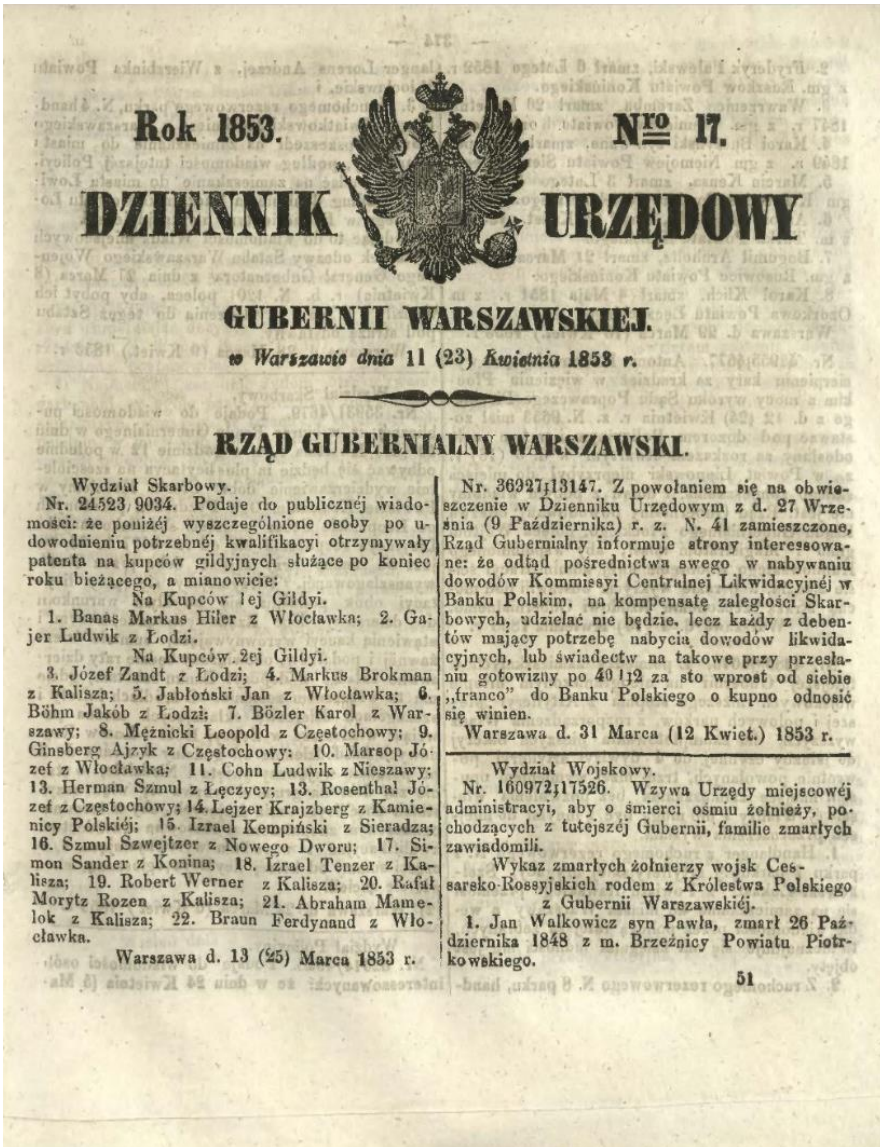 Rok 1853.
Nro 17.
DZIENNIK URZĘDOWY
GUBERNII WARSZAWSKIEJ.
w Warszawie dnia 11 (23) Kwietnia 1853 r.
RZĄD GUBERNIALNY WARSZAWSKI.
Wydział Skarbowy.
Nr. 24523/9034. Podaje do publicznéj wiado-
mości: że poniżéj wyszczególnione osoby po u-
dowodnieniu potrzebnéj kwalifikacyi otrzymywały
patenta na kupców gildyjnych służące po koniec
roku bieżącego, a mianowicie:
Na Kupców 1ej Gildyi.
1. Banas Markus Hiler z Włocławka; 2. Ga-
jer Ludwik z Łodzi.
Na Kupców 2ej Gildyi.
3. Józef Zandt z Łodzi; 4. Markus Brokman
z Kalisza; 5. Jabłoński Jan z Włocławka; 6.
Böhm Jakób z Łodzi; 7. Bözler Karol z War-
szawy; 8. Mężnicki Leopold z Częstochowy; 9.
Ginsberg Ajzyk z Częstochowy; 10. Marsop Jó-
zef z Włocławka; 11. Cohn Ludwik z Nieszawy;
13. Herman Szmul z Łęczycy; 13. Rosenthal Jó-
zef z Częstochowy; 14. Lejzer Krajzberg z Kamie-
nicy Polskiéj; 15. Izrael Kempiński z Sieradza;
16. Szmul Szwejtzer z Nowego Dworu; 17. Si-
mon Sander z Konina; 18. Izrael Tenzer z Ka-
lisza; 19. Robert Werner z Kalisza; 20. Rafał
Morytz Rozen z Kalisza; 21. Abraham Mame-
lok z Kalisza; 22. Braun Ferdynand z Wło-
cławka.
Warszawa d. 13 (25) Marca 1853 r.
Nr. 36927;13147. Z powołaniem się na obwie-
szczenie w Dzienniku Urzędowym z d. 27 Wrze-
śnia (9 Października) r. z. N. 41 zamieszczone,
Rząd Gubernialny informuje strony interessowa-
ne: że odtąd pośrednictwa swego w nabywaniu
dowodów Kommissyi Centralnej Likwidacyjnéj w
Banku Polskim, na kompensatę zaległości Skar-
bowych, udzielać nie będzie, lecz każdy z deben-
tów mający potrzebę nabycia dowodów likwida-
cyjnych, lub świadectw na takowe przy przesła-
niu gotowizny po 40 1j2 za sto wprost od siebie
,,franco" do Banku Polskiego o kupno odnosić
się winien.
Warszawa d. 31 Marca (12 Kwiet.) 1853 r.
Wydział Wojskowy.
Nr. 160972;17526. Wzywa Urzędy miejscowéj
administracyi, aby o śmierci ośmiu żołnieży, po-
chodzących z tutejszéj Gubernii, familie zmarłych
zawiadomili.
Wykaz zmarłych żołnierzy wojsk Ces-
sarsko-Rossyjskich rodem z Królestwa Polskiego
z Gubernii Warszawskiéj.
1. Jan Walkowicz syn Pawła, zmarł 26 Paź-
dziernika 1848 z m. Brzeźnicy Powiatu Piotr-
kowskiego.
51